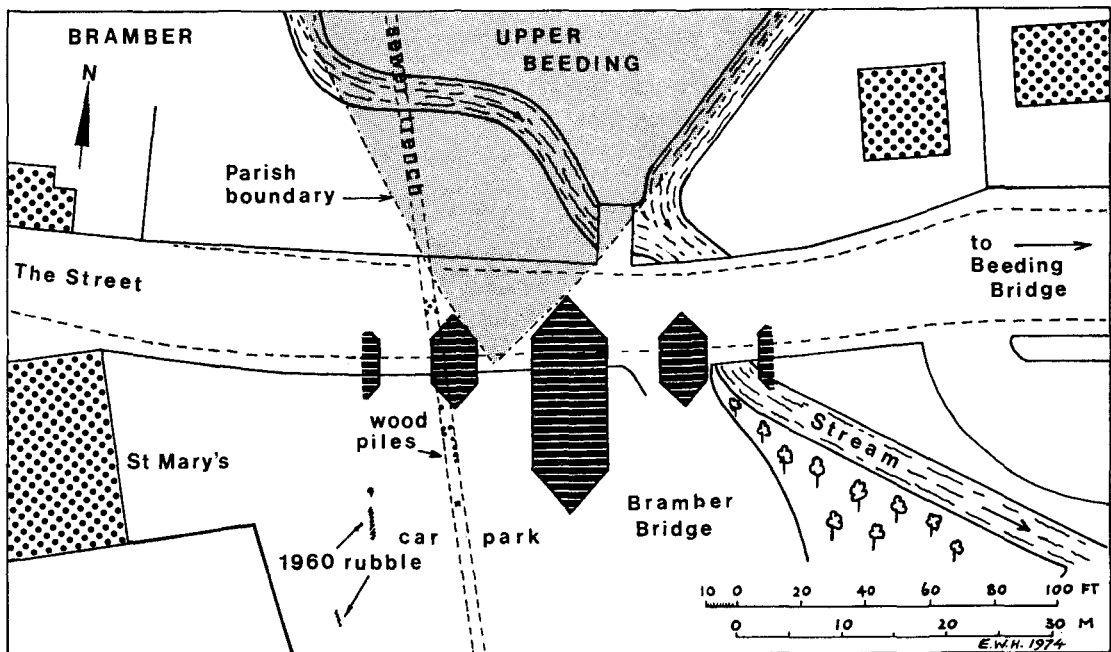 BRAMBER
N
sewer trench
UPPER
BEEDING
Parish
boundary
The Street
to
Beeding
Bridge
wood
piles
St Mary's
Stream
Bramber
Bridge
car park
1960 rubble
10 0 20 40 60 80 100 FT
0 10 20 30 M
E.W.H. 1974